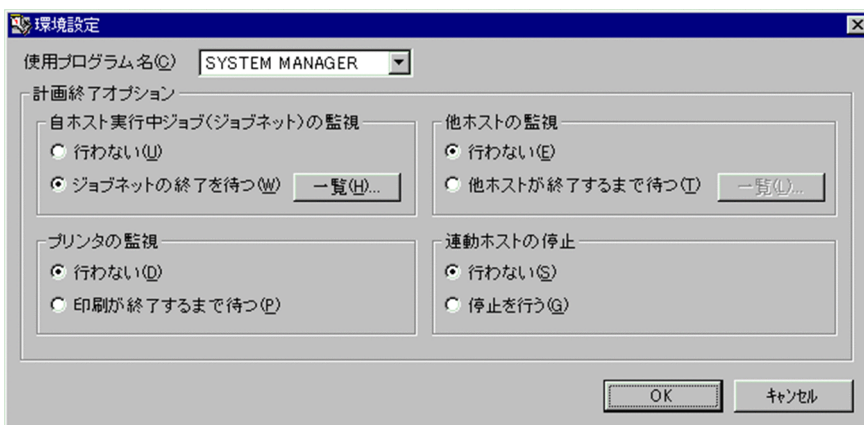 環境設定
使用プログラム名(C) SYSTEM MANAGER
計画終了オプション
自ホスト実行中ジョブ(ジョブネット)の監視
行わない(U)
ジョブネットの終了を待つ(W) 一覧(H)...
他ホストの監視
行わない(E)
他ホストが終了するまで待つ(T) 一覧(L)...
プリンタの監視
行わない(D)
印刷が終了するまで待つ(P)
連動ホストの停止
行わない(S)
停止を行う(G)
OK キャンセル